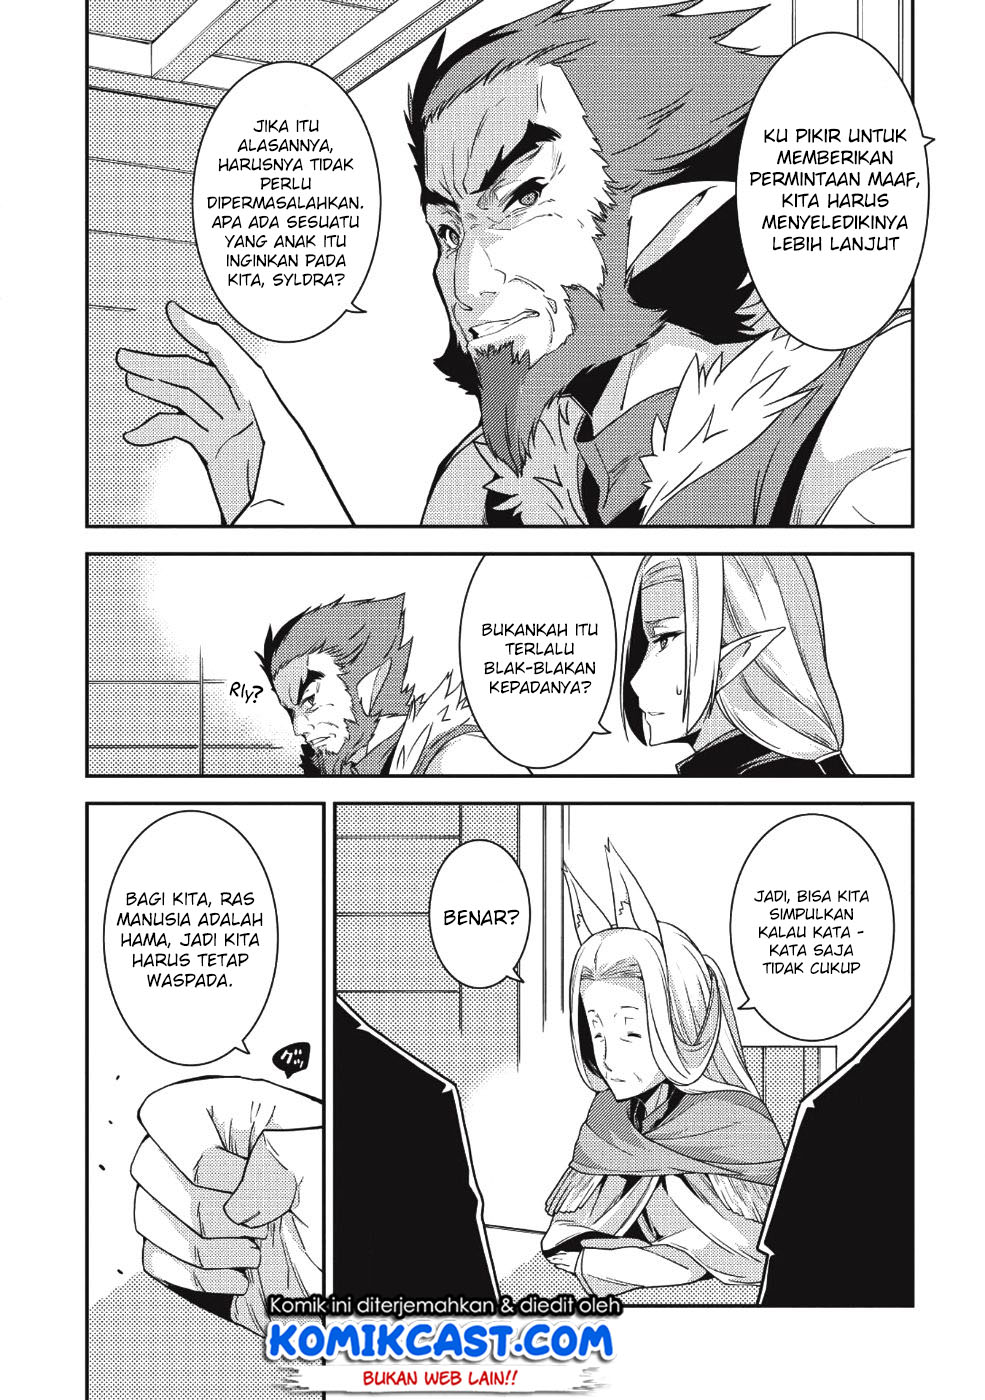 KU PIKIR UNTUK
MEMBERIKAN
PERMINTAAN MAAF,
KITA HARUS
MENYELEDIKINYA
LEBIH LANJUT
JIKA ITU
ALASANNYA,
HARUSNYA TIDAK
PERLU
DIPERMASALAHKAN.
APA ADA SESUATU
YANG ANAK ITU
INGINKAN PADA
KITA, SYLDRA?
BUKANKAH ITU
TERLALU
BLAK-BLAKAN
KEPADANYA?
Rly?
JADI, BISA KITA
SIMPULKAN
KALAU KATA -
KATA SAJA
TIDAK CUKUP
BENAR?
BAGI KITA, RAS
MANUSIA ADALAH
HAMA, JADI KITA
HARUS TETAP
WASPADA.
グッ
Komik ini diterjemahkan & diedit oleh
KOMIKCAST.COM
BUKAN WEB LAIN!!